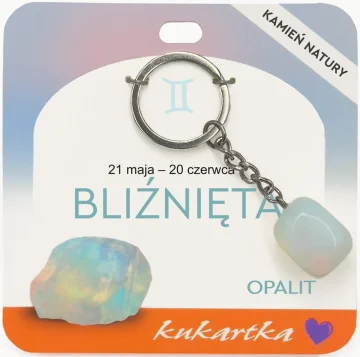 KAMIEŃ NATURY
21 maja – 20 czerwca
BLIŹNIĘTA
OPALIT
kukartka